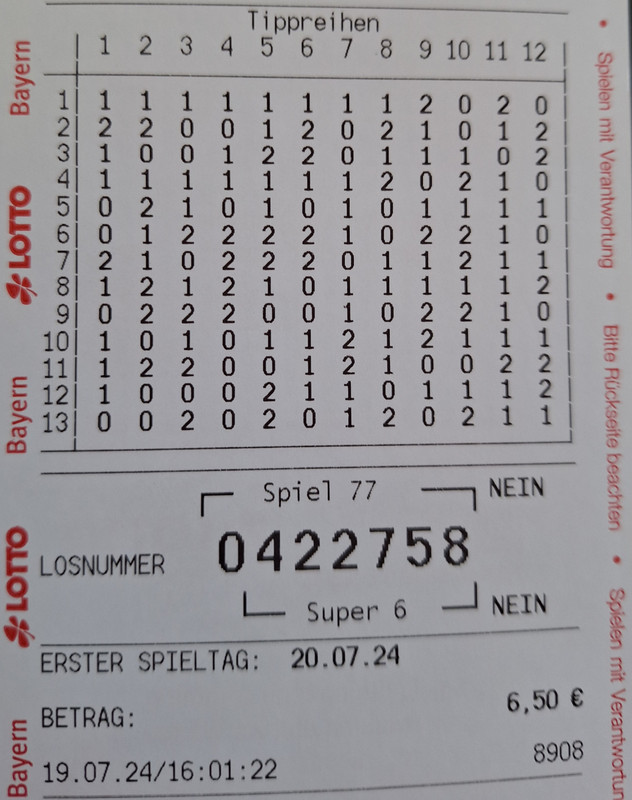 Tippreihen
1 2 3 4 5 6 7 8 9 10 11 12
1 1 1 1 1 1 1 1 1 2 0 2 0
2 2 2 0 0 1 2 0 2 1 0 1 2
3 1 0 0 1 2 2 0 1 1 1 0 2
4 1 1 1 1 1 1 1 2 0 2 1 0
5 0 2 1 0 1 0 1 0 1 1 1 1
6 0 1 2 2 2 2 1 0 2 2 1 0
7 2 1 0 2 2 2 0 1 1 2 1 1
8 1 2 1 2 1 0 1 1 1 1 1 2
9 0 2 2 2 0 0 1 0 2 2 1 0
10 1 0 1 0 1 1 2 1 2 1 1 1
11 1 2 2 0 0 1 2 1 0 0 2 2
12 1 0 0 0 2 1 1 0 1 1 1 2
13 0 0 2 0 2 0 1 2 0 2 1 1
Spiel 77 NEIN
LOSNUMMER 0422758
Super 6 NEIN
ERSTER SPIELTAG: 20.07.24
BETRAG: 6,50 €
19.07.24/16:01:22 8908
Bayern
LOTTO
Bayern
LOTTO
Bayern
• Spielen mit Verantwortung • Bitte Rückseite beachten • Spielen mit Verantwortun